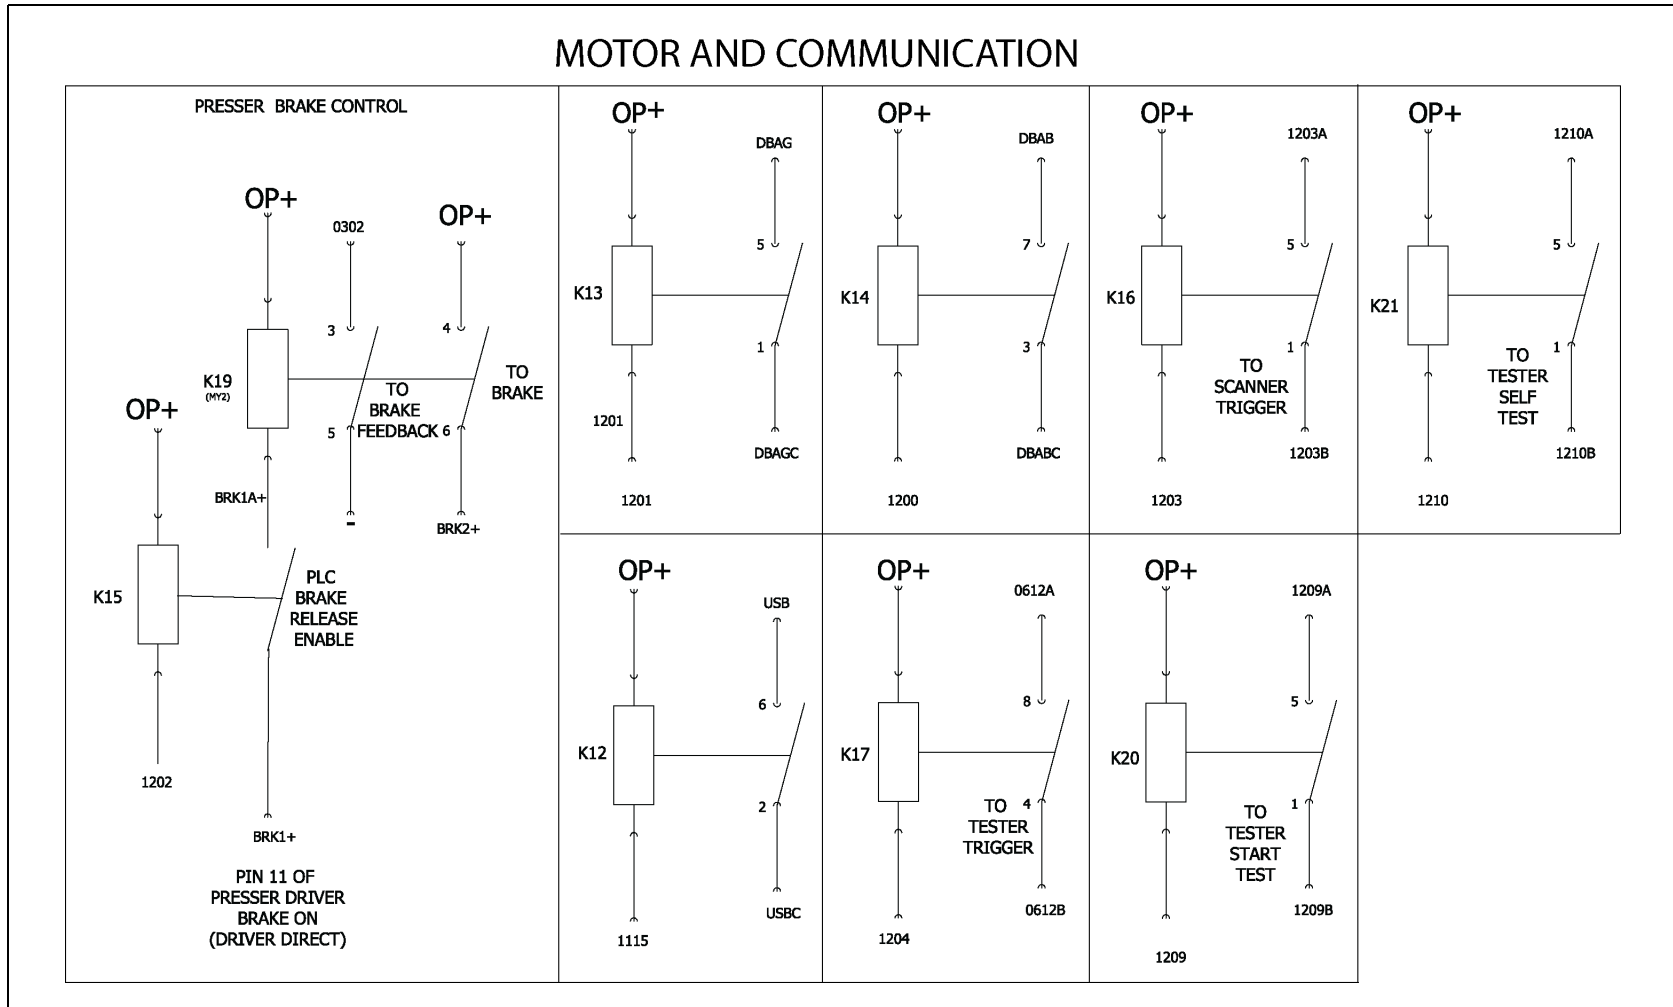 MOTOR AND COMMUNICATION
PRESSER BRAKE CONTROL
OP+
0302
OP+
3
4
K19
(MY2)
TO
BRAKE
FEEDBACK
TO
BRAKE
5
6
BRK1A+
-
BRK2+
OP+
K15
PLC
BRAKE
RELEASE
ENABLE
1202
BRK1+
PIN 11 OF
PRESSER DRIVER
BRAKE ON
(DRIVER DIRECT)
OP+
DBAG
5
K13
1
1201
DBAGC
1201
OP+
DBAB
7
K14
3
DBABC
1200
OP+
1203A
5
K16
1
TO
SCANNER
TRIGGER
1203B
1203
OP+
1210A
5
K21
1
TO
TESTER
SELF
TEST
1210B
1210
OP+
USB
6
K12
2
USBC
1115
OP+
0612A
8
K17
4
TO
TESTER
TRIGGER
0612B
1204
OP+
1209A
5
K20
1
TO
TESTER
START
TEST
1209B
1209